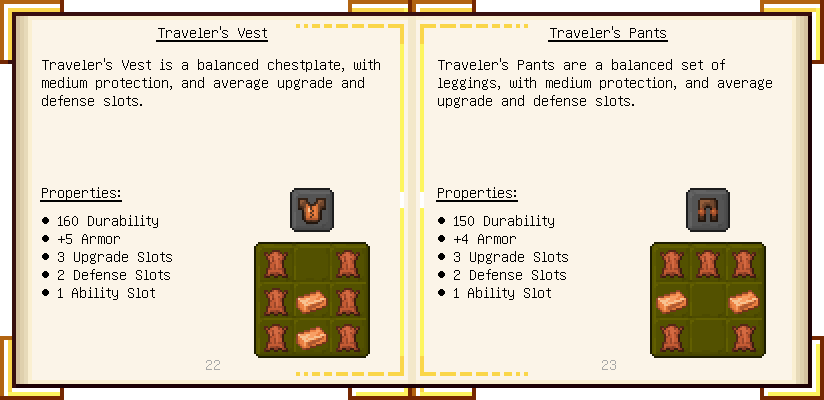 Traveler's Vest
Traveler's Vest is a balanced chestplate, with
medium protection, and average upgrade and
defense slots.
Properties:
● 160 Durability
● +5 Armor
● 3 Upgrade Slots
● 2 Defense Slots
● 1 Ability Slot
22
Traveler's Pants
Traveler's Pants are a balanced set of
leggings, with medium protection, and average
upgrade and defense slots.
Properties:
● 150 Durability
● +4 Armor
● 3 Upgrade Slots
● 2 Defense Slots
● 1 Ability Slot
23